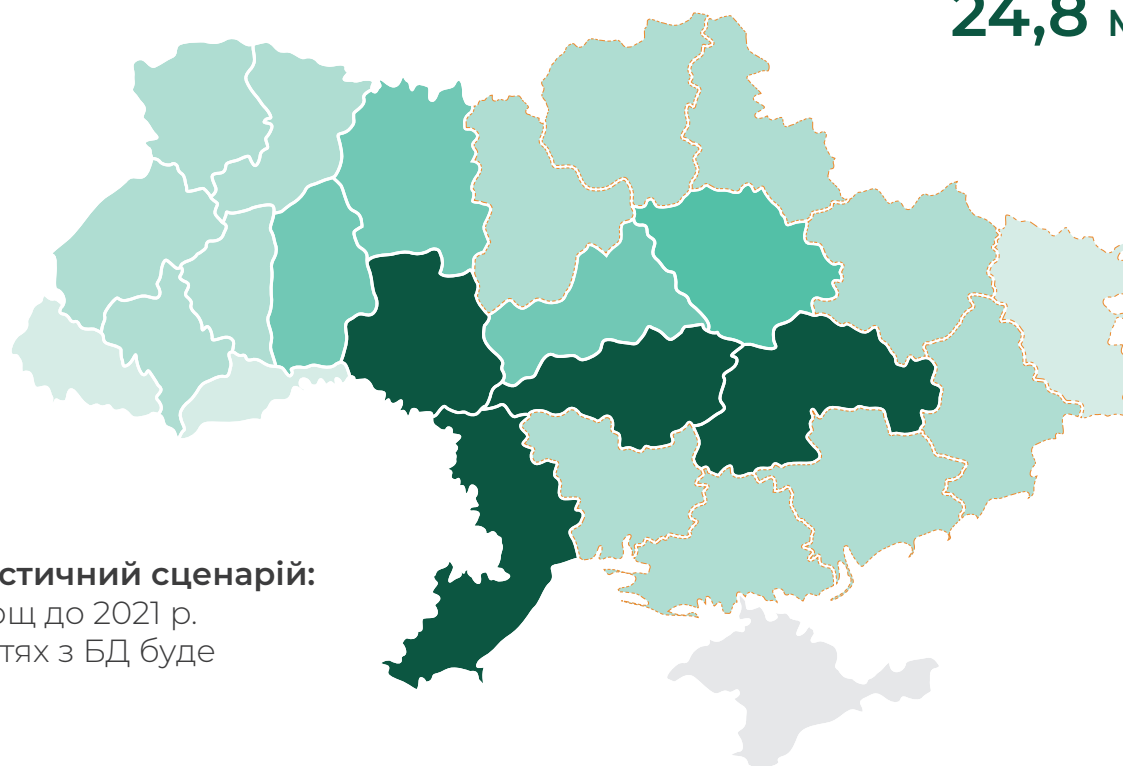 24,8
стичний сценарій:
ощ до 2021 р.
тях з БД буде